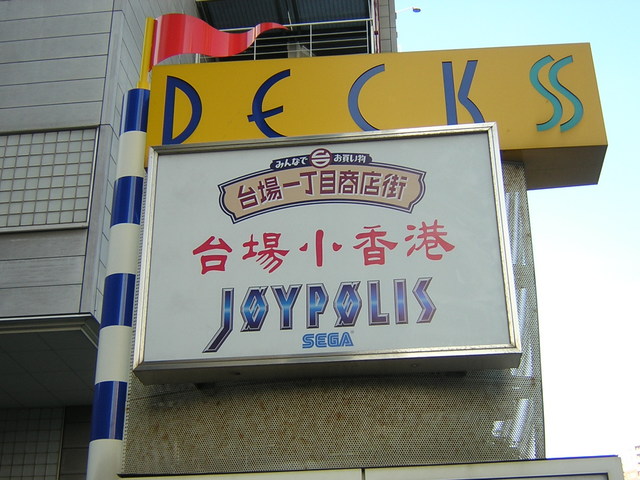 DECKS
みんなで 台 お買い物
台場一丁目商店街
台場小香港
JOYPOLIS
SEGA